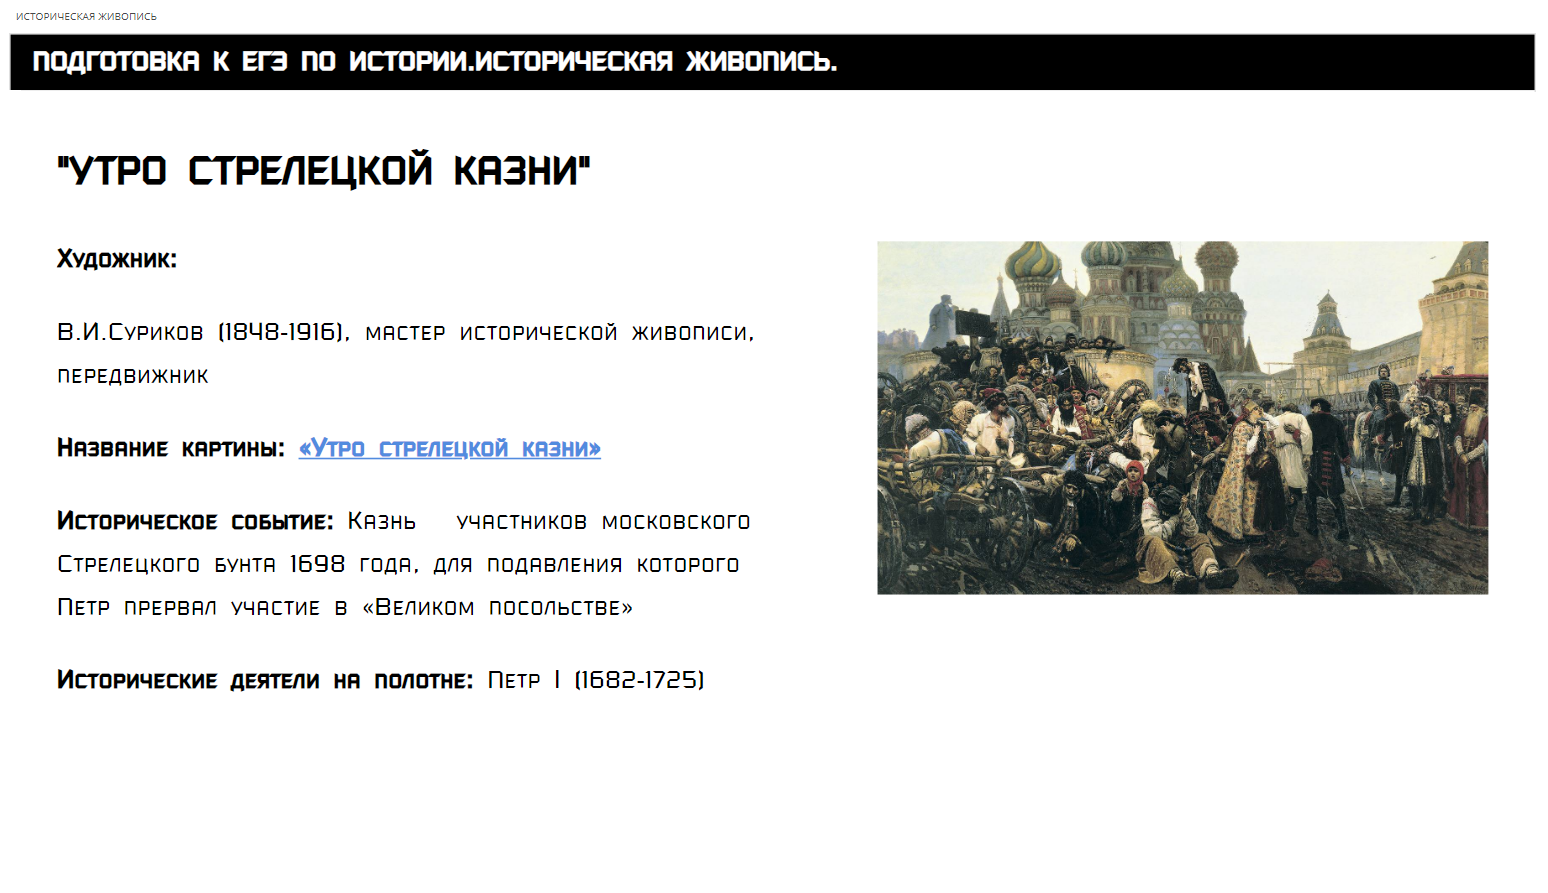 ИСТОРИЧЕСКАЯ ЖИВОПИСЬ
ПОДГОТОВКА К ЕГЭ ПО ИСТОРИИ.ИСТОРИЧЕСКАЯ ЖИВОПИСЬ.
"УТРО СТРЕЛЕЦКОЙ КАЗНИ"
Художник:
В.И.Суриков (1848-1916), мастер исторической живописи,
передвижник
Название картины: «Утро стрелецкой казни»
Историческое событие: Казнь участников московского
Стрелецкого бунта 1698 года, для подавления которого
Петр прервал участие в «Великом посольстве»
Исторические деятели на полотне: Петр I (1682-1725)